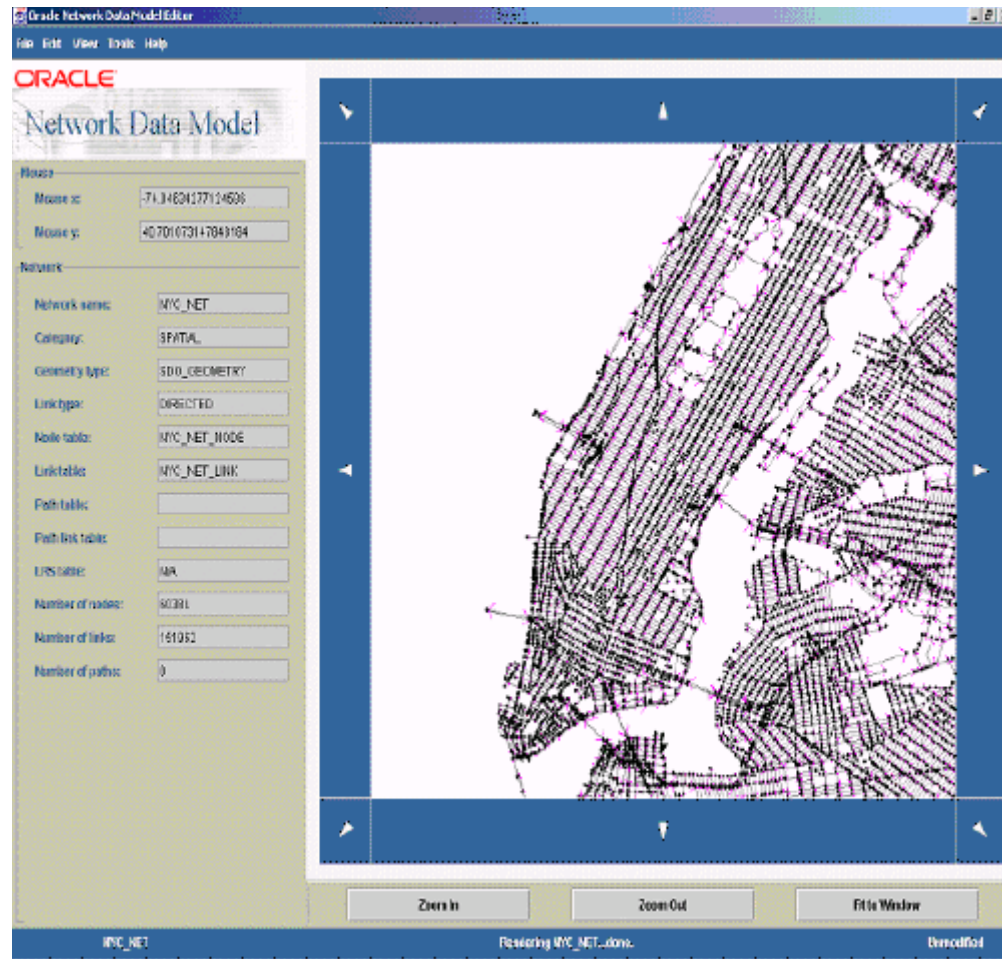 Oracle Network Data Model Editor
File Edit View Tools Help
ORACLE
Network Data Model
Mouse
Mouse x:
Mouse y:
Network
Network name: NYC_NET
Category: SPATIAL
Geometry type: SDO_GEOMETRY
Link type: DIRECTED
Node table: NYC_NET_NODE
Link table: NYC_NET_LINK
Path table:
Path link table:
LRS table: N/A
Number of nodes:
Number of links:
Number of paths: 0
Zoom In Zoom Out Fit to Window
NYC_NET Rendering NYC_NET...done. Unmodified